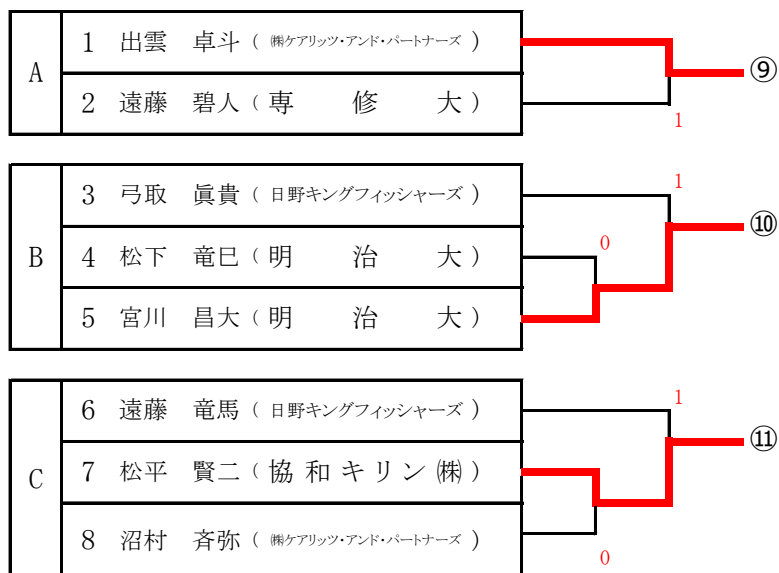 A
1 出雲 卓斗 ( ㈱ケアリッツ・アンド・パートナーズ )
⑨
2 遠藤 碧人 ( 専 修 大 )
1
B
3 弓取 眞貴 ( 日野キングフィッシャーズ )
1
⑩
4 松下 竜巳 ( 明 治 大 )
0
5 宮川 昌大 ( 明 治 大 )
C
6 遠藤 竜馬 ( 日野キングフィッシャーズ )
1
⑪
7 松平 賢二 ( 協 和 キ リ ン ㈱ )
8 沼村 斉弥 ( ㈱ケアリッツ・アンド・パートナーズ )
0